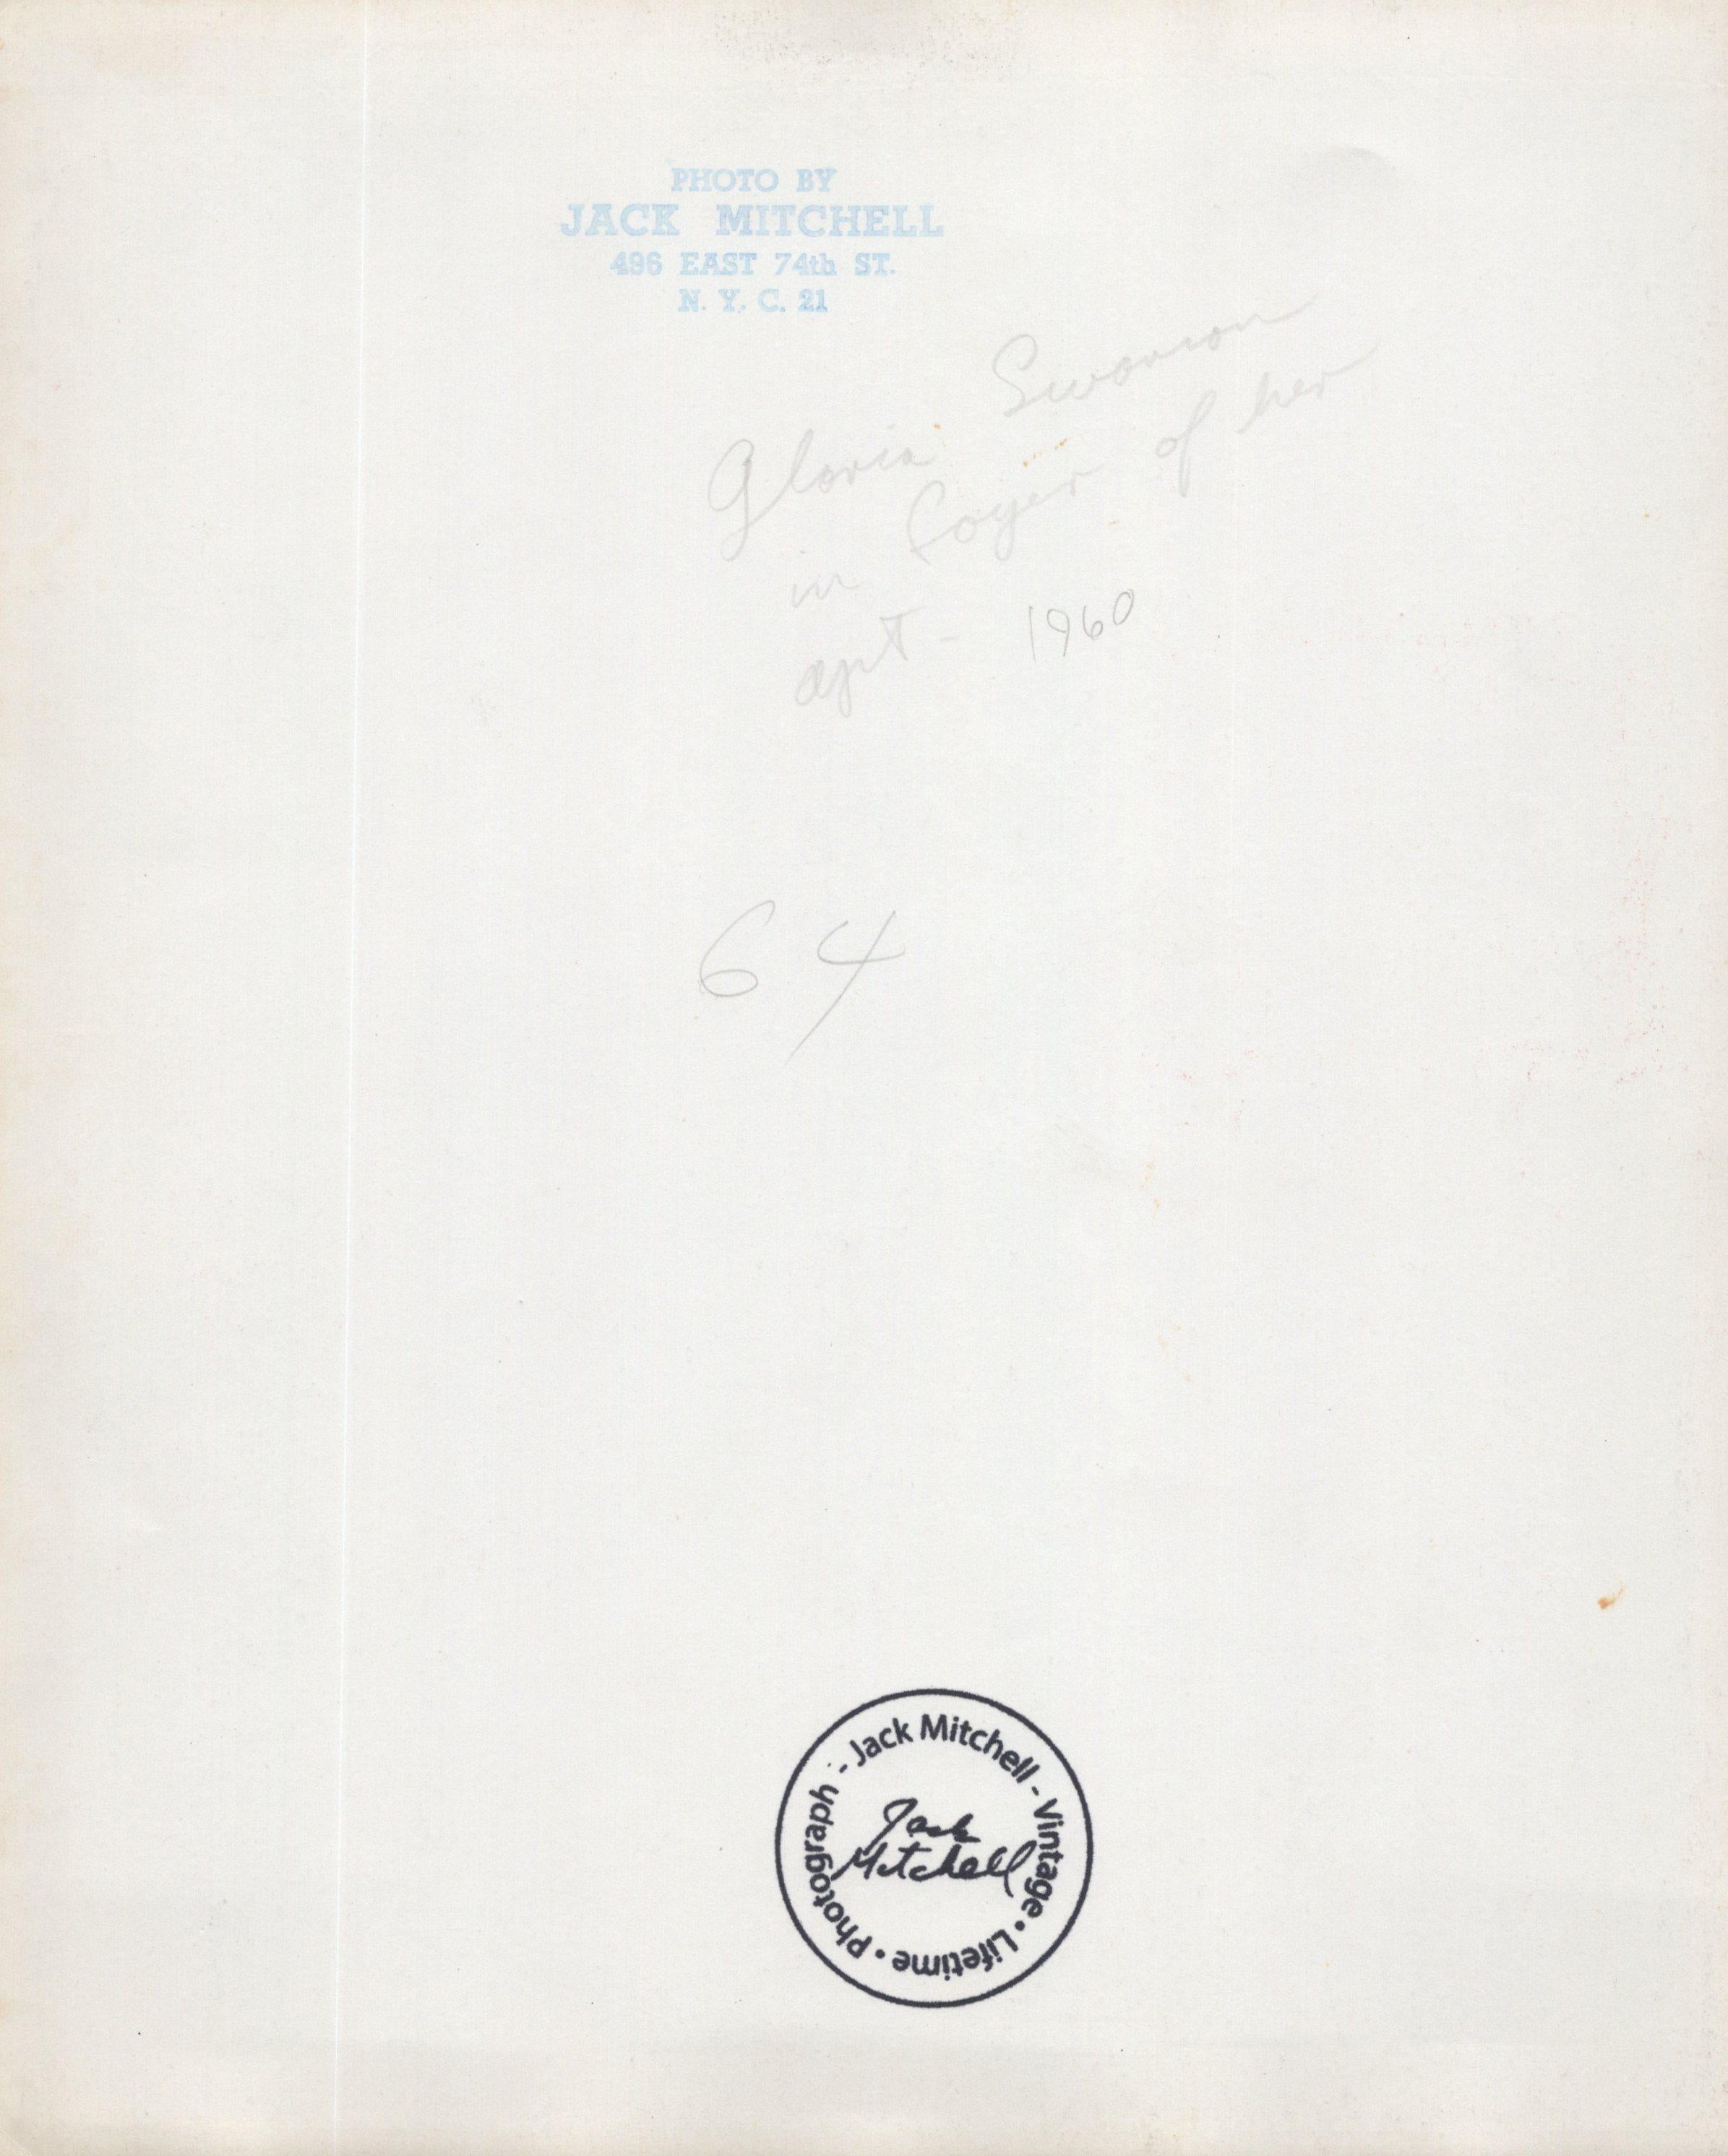 PHOTO BY
JACK MITCHELL
496 EAST 74th ST.
N. Y. C. 21
Gloria Swanson
in foyer of her
apt - 1960
64
- Jack Mitchell - Vintage • Lifetime • Photograph
Jack
Mitchell